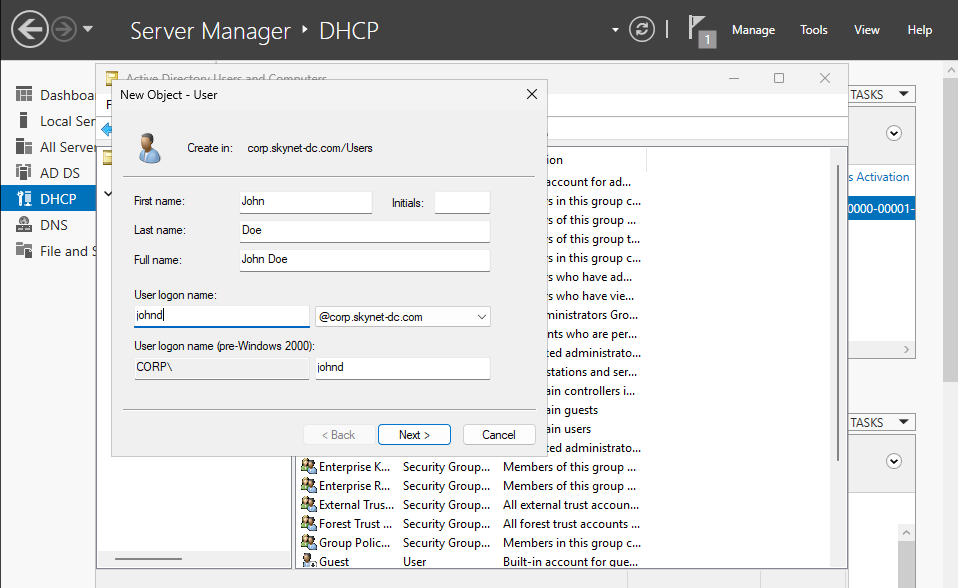 Server Manager ‣ DHCP
1
Manage Tools View Help
Dashboa
Local Ser
All Server
AD DS
DHCP
DNS
File and S
Active Directory Users and Computers
New Object - User
Create in: corp.skynet-dc.com/Users
First name: John Initials:
Last name: Doe
Full name: John Doe
User logon name:
johnd @corp.skynet-dc.com
User logon name (pre-Windows 2000):
CORP\ johnd
< Back Next > Cancel
F
ion
account for ad...
rs in this group c...
rs of this group ...
rs of this group t...
rs in this group c...
s who have ad...
s who have vie...
ministrators Gro...
nts who are per...
ted administrato...
stations and ser...
ain controllers i...
ain guests
ain users
ted administrato...
Enterprise K... Security Group... Members of this group ...
Enterprise R... Security Group... Members of this group ...
External Trus... Security Group... All external trust accoun...
Forest Trust ... Security Group... All forest trust accounts ...
Group Polic... Security Group... Members in this group c...
Guest User Built-in account for gue...
TASKS
s Activation
0000-00001-
TASKS